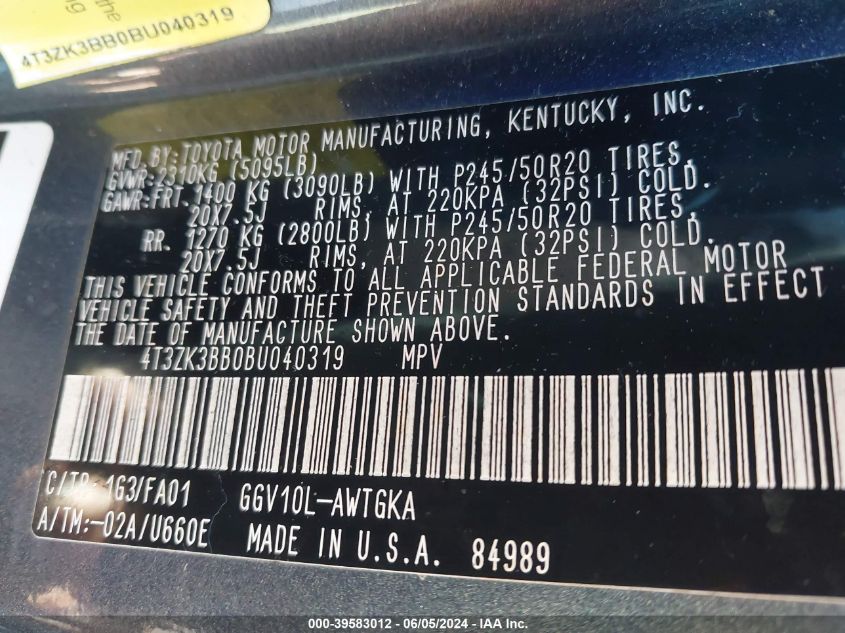 the
4T3ZK3BB0BU040319
MFD.BY:TOYOTA MOTOR MANUFACTURING, KENTUCKY, INC.
GVWR:2310KG (5095LB)
GAWR:FRT.1400 KG (3090LB) WITH P245/50R20 TIRES,
20X7.5J RIMS, AT 220KPA (32PSI) COLD.
RR. 1270 KG (2800LB) WITH P245/50R20 TIRES,
20X7.5J RIMS, AT 220KPA (32PSI) COLD.
THIS VEHICLE CONFORMS TO ALL APPLICABLE FEDERAL MOTOR
VEHICLE SAFETY AND THEFT PREVENTION STANDARDS IN EFFECT
THE DATE OF MANUFACTURE SHOWN ABOVE.
4T3ZK3BB0BU040319 MPV
C/TR: 1G3/FA01 GGV10L-AWTGKA
A/TM:-02A/U660E MADE IN U.S.A. 84989
000-39583012 - 06/05/2024 - IAA Inc.